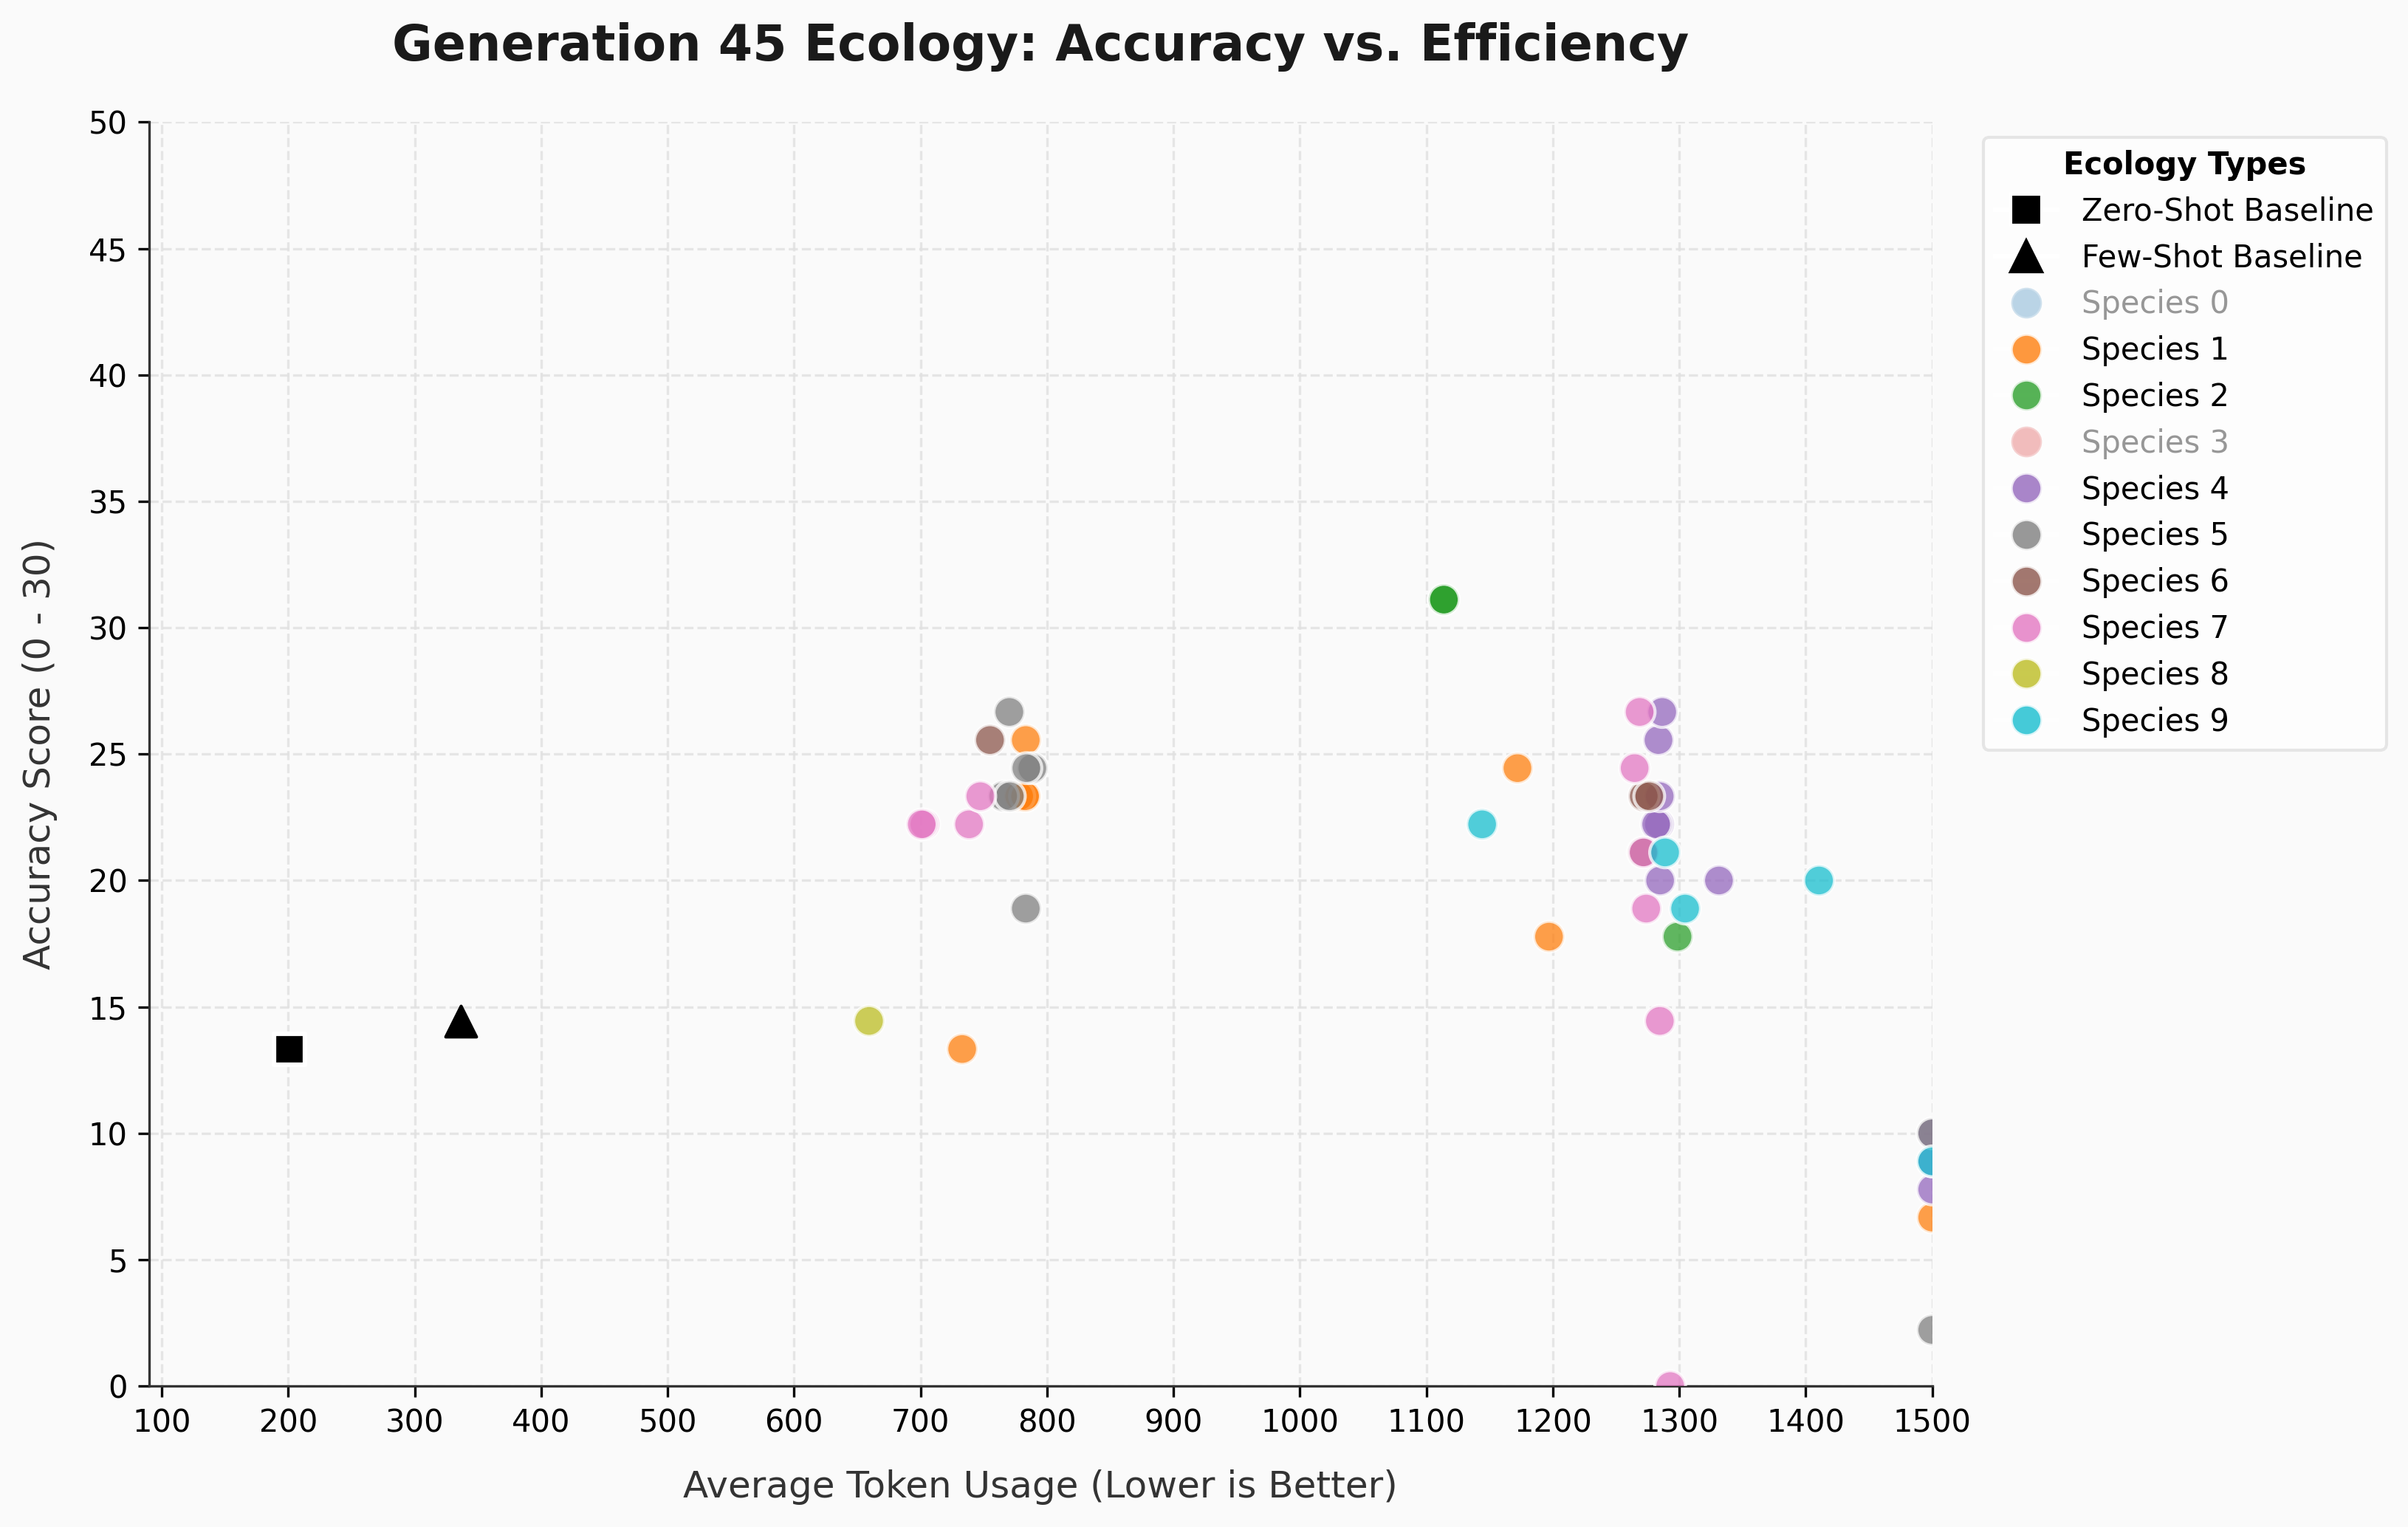 Generation 45 Ecology: Accuracy vs. Efficiency
50
45
40
35
30
25
20
15
10
5
0
Accuracy Score (0 - 30)
100 200 300 400 500 600 700 800 900 1000 1100 1200 1300 1400 1500
Average Token Usage (Lower is Better)
Ecology Types
Zero-Shot Baseline
Few-Shot Baseline
Species 0
Species 1
Species 2
Species 3
Species 4
Species 5
Species 6
Species 7
Species 8
Species 9